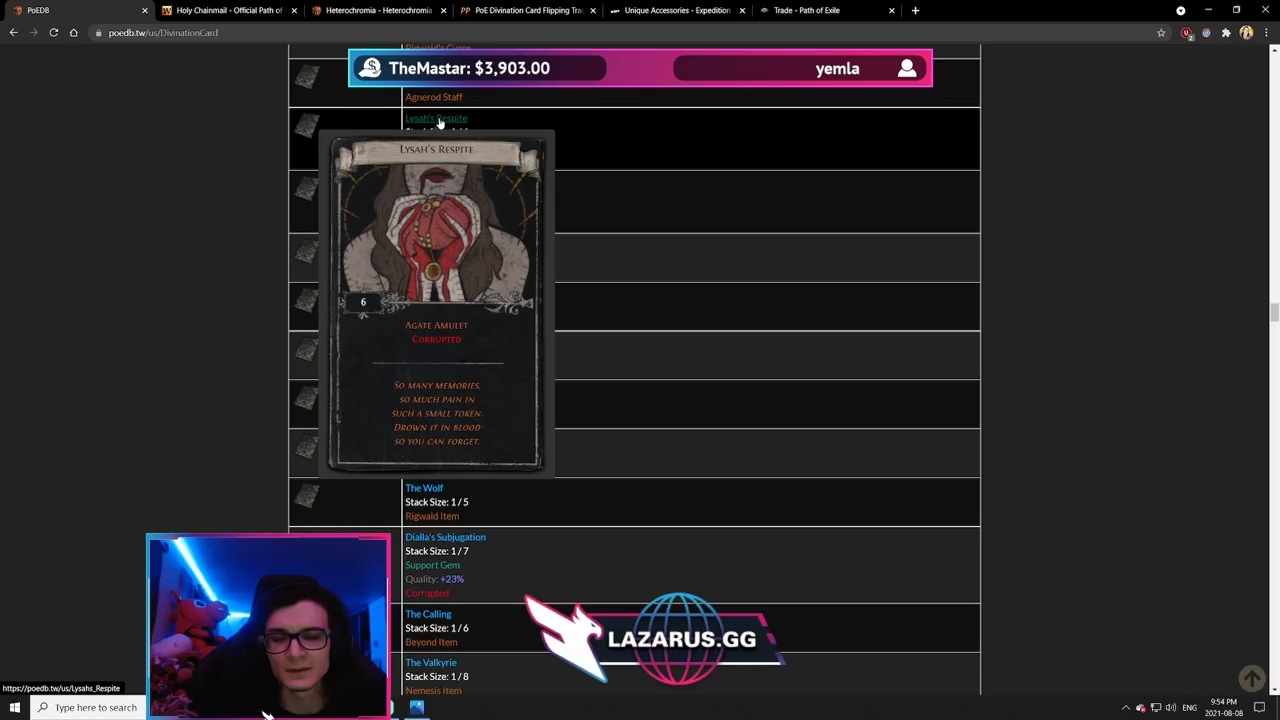 PoEDB
Holy Chainmail - Official Path of
Heterochromia - Heterochromia
PoE Divination Card Flipping Tra
Unique Accessories - Expedition
Trade - Path of Exile
poedb.tw/us/DivinationCard
Rigwald's Curse
TheMastar: $3,903.00
yemla
Agnerod Staff
Lysah's Respite
Lysah's Respite
6
Agate Amulet
Corrupted
So many memories,
so much pain in
such a small token.
Drown it in blood
so you can forget.
The Wolf
Stack Size: 1 / 5
Rigwald Item
Dialla's Subjugation
Stack Size: 1 / 7
Support Gem
Quality: +23%
Corrupted
The Calling
Stack Size: 1 / 6
Beyond Item
The Valkyrie
Stack Size: 1 / 8
Nemesis Item
LAZARUS.GG
https://poedb.tw/us/Lysahs_Respite
Type here to search
ENG
9:54 PM
2021-08-08